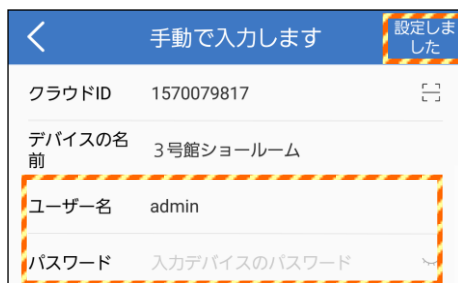 手動で入力します
設定しま
した
クラウドID 1570079817
デバイスの名
前 3号館ショールーム
ユーザー名 admin
パスワード 入力デバイスのパスワード